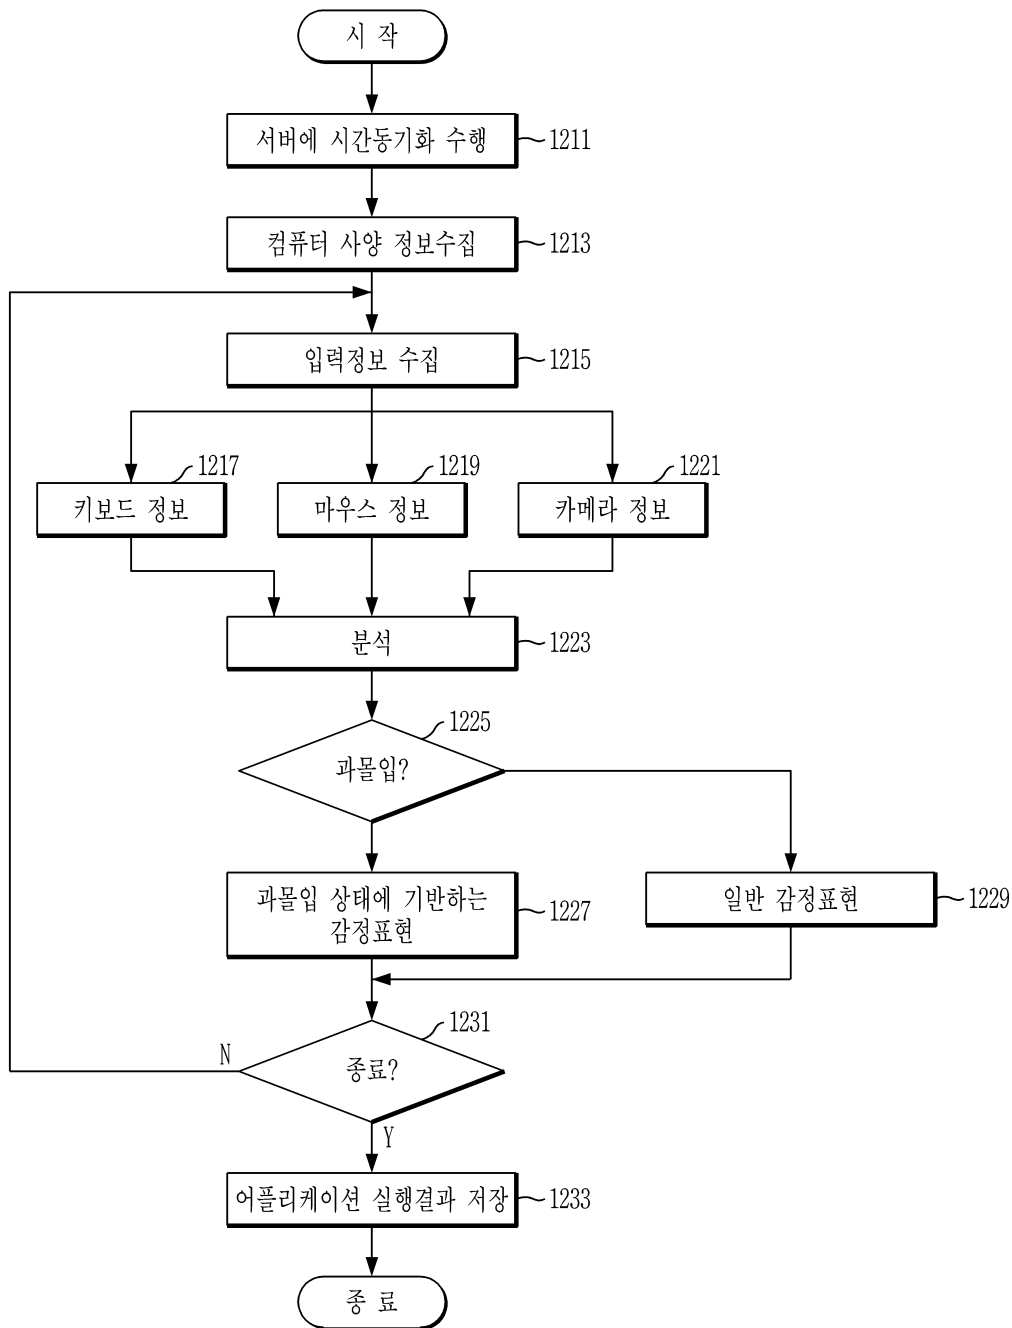 시 작
서버에 시간동기화 수행
1211
컴퓨터 사양 정보수집
1213
입력정보 수집
1215
1217
키보드 정보
1219
마우스 정보
1221
카메라 정보
분석
1223
1225
과몰입?
과몰입 상태에 기반하는
감정표현
1227
일반 감정표현
1229
1231
종료?
N
Y
어플리케이션 실행결과 저장
1233
종 료